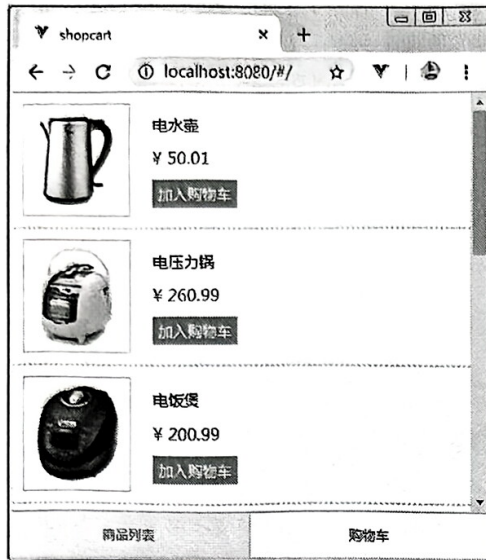 shopcart
localhost:8080/#/
电水壶
¥ 50.01
加入购物车
电压力锅
¥ 260.99
加入购物车
电饭煲
¥ 200.99
加入购物车
商品列表 购物车